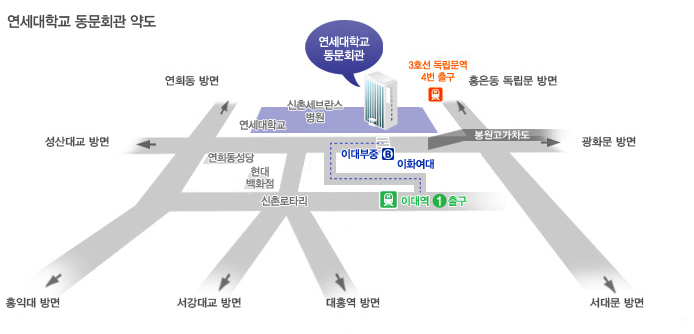 연세대학교 동문회관 약도
연세대학교
동문회관
3호선 독립문역
4번 출구
연희동 방면
홍은동 독립문 방면
신촌세브란스
병원
연세대학교
성산대교 방면
봉원고가차도
광화문 방면
이대부중 B
이화여대
연희동성당
현대
백화점
신촌로타리
이대역 1 출구
홍익대 방면
서강대교 방면
대흥역 방면
서대문 방면